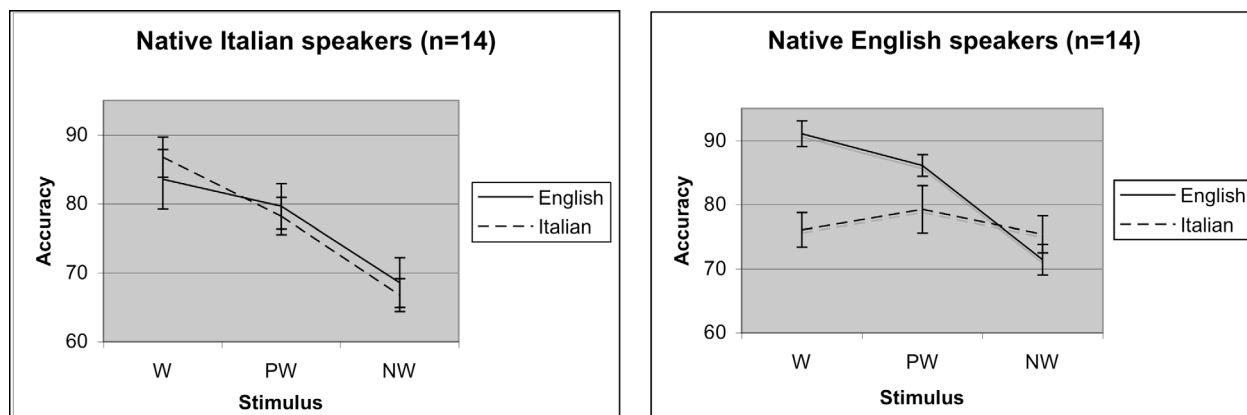 Native Italian speakers (n=14)
Accuracy
90
80
70
60
W PW NW
Stimulus
English
Italian
Native English speakers (n=14)
Accuracy
90
80
70
60
W PW NW
Stimulus
English
Italian